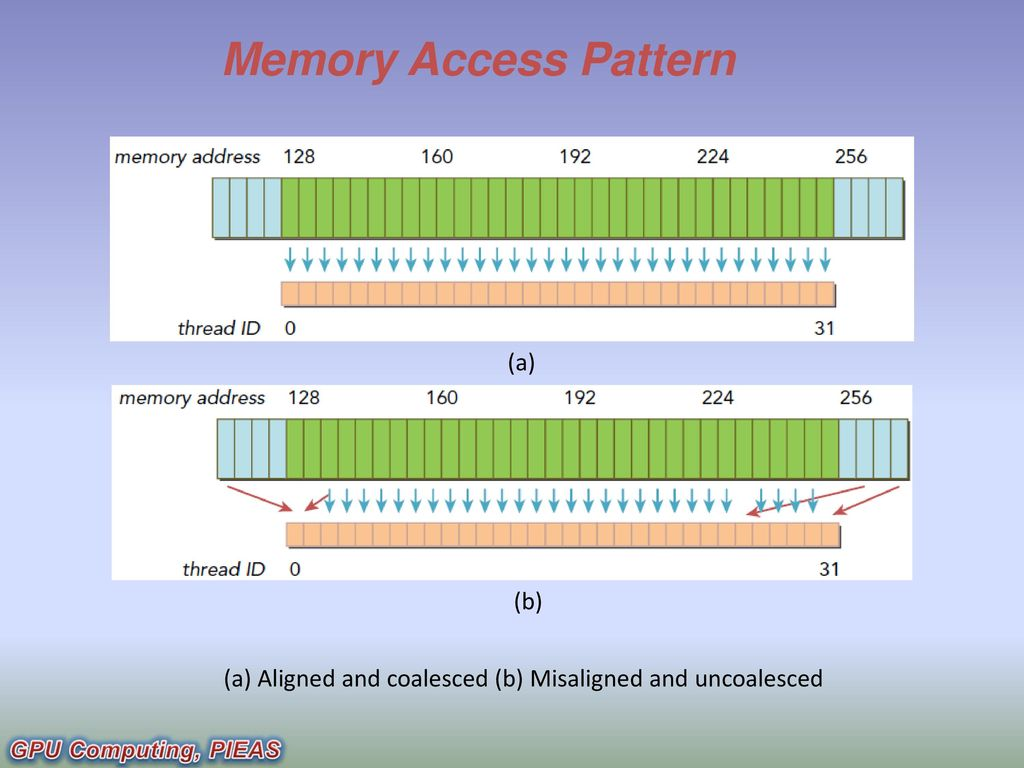 Memory Access Pattern
memory address 128 160 192 224 256
thread ID 0 31
(a)
memory address 128 160 192 224 256
thread ID 0 31
(b)
(a) Aligned and coalesced (b) Misaligned and uncoalesced
GPU Computing, PIEAS